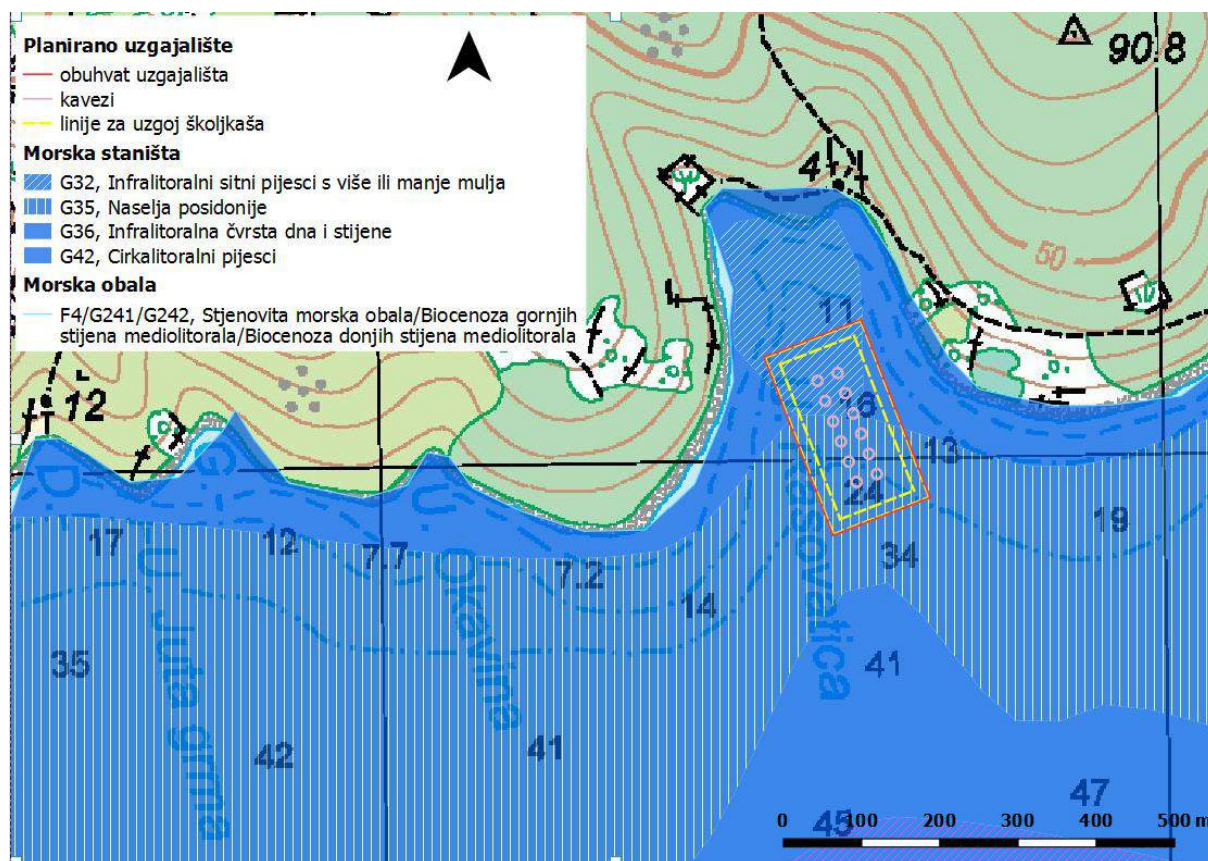 Planirano uzgajalište
obuhvat uzgajališta
kavezi
linije za uzgoj školjkaša
Morska staništa
G32, Infralitoralni sitni pijesci s više ili manje mulja
G35, Naselja posidonije
G36, Infralitoralna čvrsta dna i stijene
G42, Cirkalitoralni pijesci
Morska obala
F4/G241/G242, Stjenovita morska obala/Biocenoza gornjih
stijena mediolitorala/Biocenoza donjih stijena mediolitorala
90.8
4
50
11
12
13
24
17
12
7.7
7.2
14
34
19
35
41
42
41
47
45
U. Juta grma
U. Okavina
0 100 200 300 400 500 m